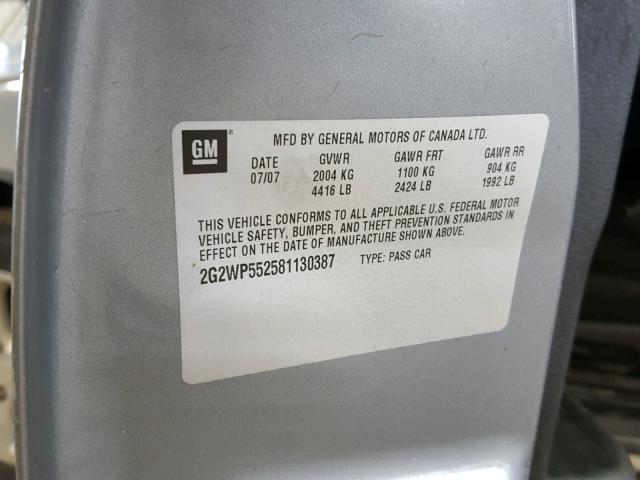 GM®
MFD BY GENERAL MOTORS OF CANADA LTD.
DATE GVWR GAWR FRT GAWR RR
07/07 2004 KG 1100 KG 904 KG
4416 LB 2424 LB 1992 LB
THIS VEHICLE CONFORMS TO ALL APPLICABLE U.S. FEDERAL MOTOR
VEHICLE SAFETY, BUMPER, AND THEFT PREVENTION STANDARDS IN
EFFECT ON THE DATE OF MANUFACTURE SHOWN ABOVE.
2G2WP552581130387 TYPE: PASS CAR